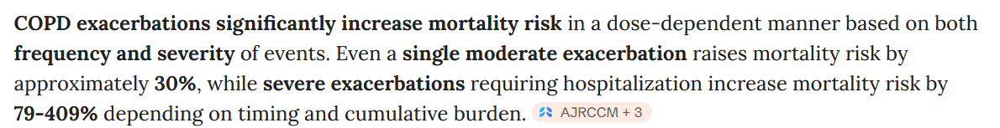 COPD exacerbations significantly increase mortality risk in a dose-dependent manner based on both
frequency and severity of events. Even a single moderate exacerbation raises mortality risk by
approximately 30%, while severe exacerbations requiring hospitalization increase mortality risk by
79-409% depending on timing and cumulative burden. AJRCCM + 3